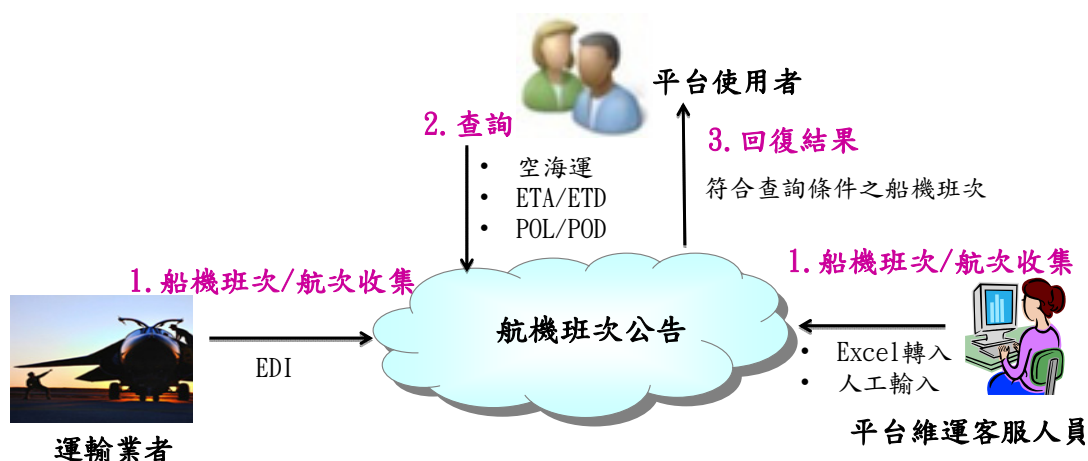 平台使用者
2.查詢
• 空海運
• ETA/ETD
• POL/POD
3.回復結果
符合查詢條件之船機班次
1.船機班次/航次收集
EDI
運輸業者
航機班次公告
1.船機班次/航次收集
• Excel轉入
• 人工輸入
平台維運客服人員